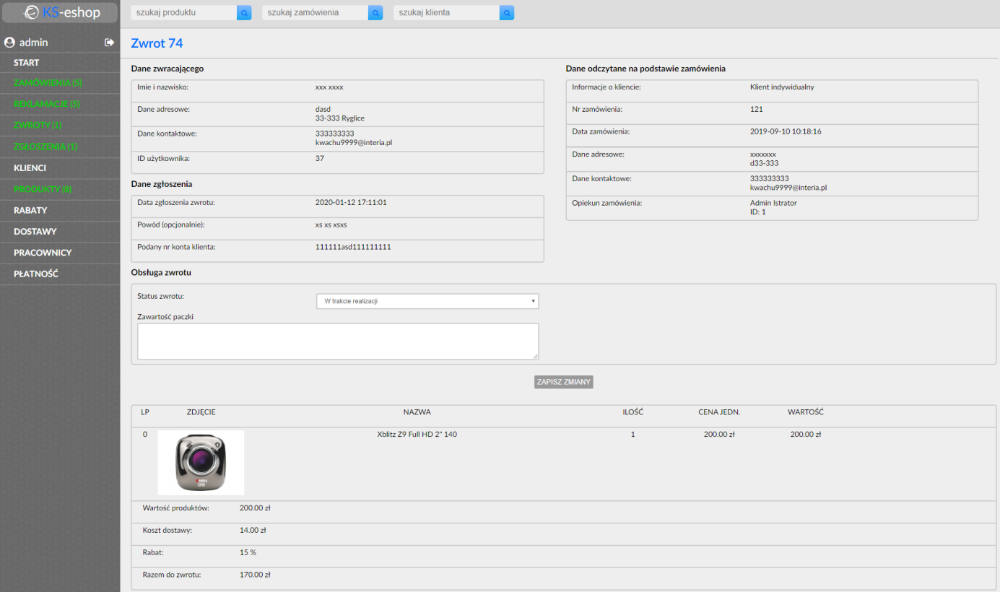 KS-eshop
szukaj produktu
szukaj zamówienia
szukaj klienta
admin
START
ZAMÓWIENIA (5)
REKLAMACJE (5)
ZWROTY (1)
ZGŁOSZENIA (1)
KLIENCI
PRODUKTY (8)
RABATY
DOSTAWY
PRACOWNICY
PŁATNOŚĆ
Zwrot 74
Dane zwracającego
Imie i nazwisko: xxx xxxx
Dane adresowe: dasd
33-333 Ryglice
Dane kontaktowe: 333333333
kwachu9999@interia.pl
ID użytkownika: 37
Dane zgłoszenia
Data zgłoszenia zwrotu: 2020-01-12 17:11:01
Powód (opcjonalnie): xs xs xsxs
Podany nr konta klienta: 111111asd111111111
Dane odczytane na podstawie zamówienia
Informacje o kliencie: Klient indywidualny
Nr zamówienia: 121
Data zamówienia: 2019-09-10 10:18:16
Dane adresowe: xxxxxxx
d33-333
Dane kontaktowe: 333333333
kwachu9999@interia.pl
Opiekun zamówienia: Admin Istrator
ID: 1
Obsługa zwrotu
Status zwrotu: W trakcie realizacji
Zawartość paczki
ZAPISZ ZMIANY
LP ZDJĘCIE NAZWA ILOŚĆ CENA JEDN. WARTOŚĆ
0 Xblitz Z9 Full HD 2" 140 1 200.00 zł 200.00 zł
Wartość produktów: 200.00 zł
Koszt dostawy: 14.00 zł
Rabat: 15 %
Razem do zwrotu: 170.00 zł